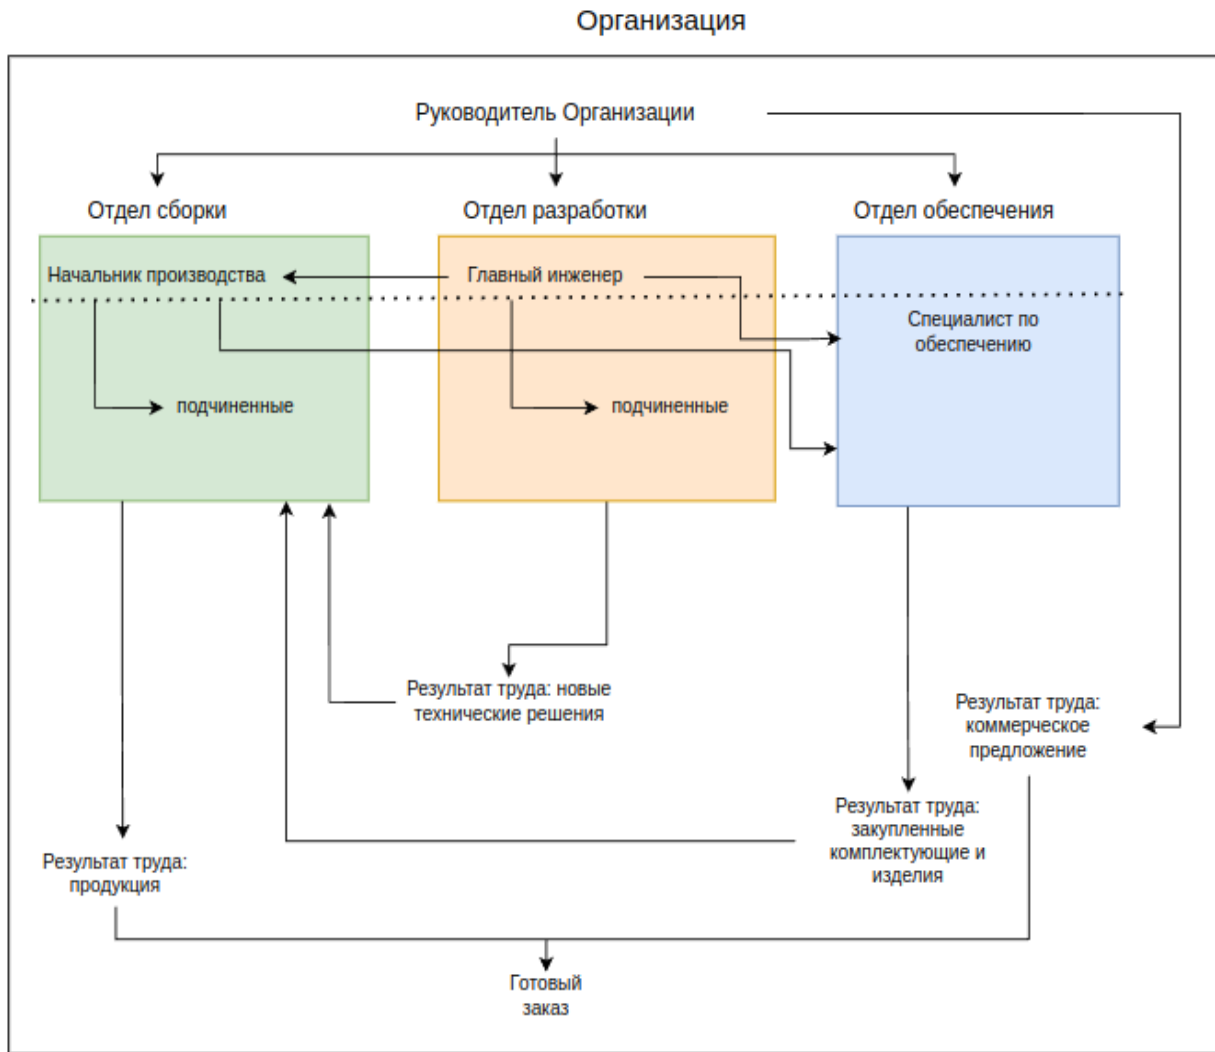 Организация
Руководитель Организации
Отдел сборки
Отдел разработки
Отдел обеспечения
Начальник производства
Главный инженер
Специалист по
обеспечению
подчиненные
подчиненные
Результат труда: новые
технические решения
Результат труда:
коммерческое
предложение
Результат труда:
закупленные
комплектующие и
изделия
Результат труда:
продукция
Готовый
заказ